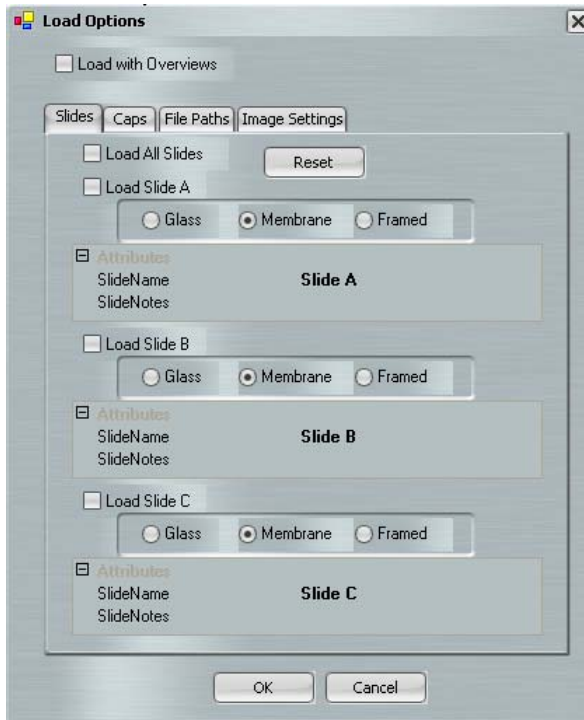 Load Options
Load with Overviews
Slides Caps File Paths Image Settings
Load All Slides Reset
Load Slide A
Glass Membrane Framed
Attributes
SlideName Slide A
SlideNotes
Load Slide B
Glass Membrane Framed
Attributes
SlideName Slide B
SlideNotes
Load Slide C
Glass Membrane Framed
Attributes
SlideName Slide C
SlideNotes
OK Cancel